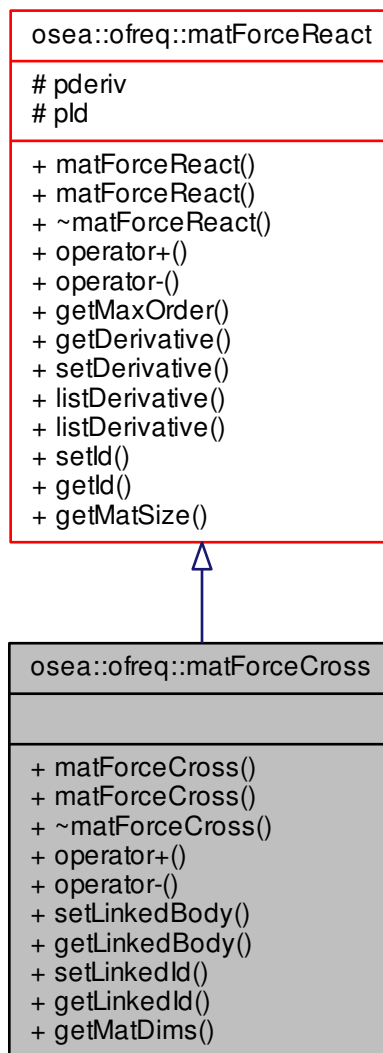 osea::ofreq::matForceReact
# pderiv
# pId
+ matForceReact()
+ matForceReact()
+ ~matForceReact()
+ operator+()
+ operator-()
+ getMaxOrder()
+ getDerivative()
+ setDerivative()
+ listDerivative()
+ listDerivative()
+ setId()
+ getId()
+ getMatSize()
osea::ofreq::matForceCross
+ matForceCross()
+ matForceCross()
+ ~matForceCross()
+ operator+()
+ operator-()
+ setLinkedBody()
+ getLinkedBody()
+ setLinkedId()
+ getLinkedId()
+ getMatDims()